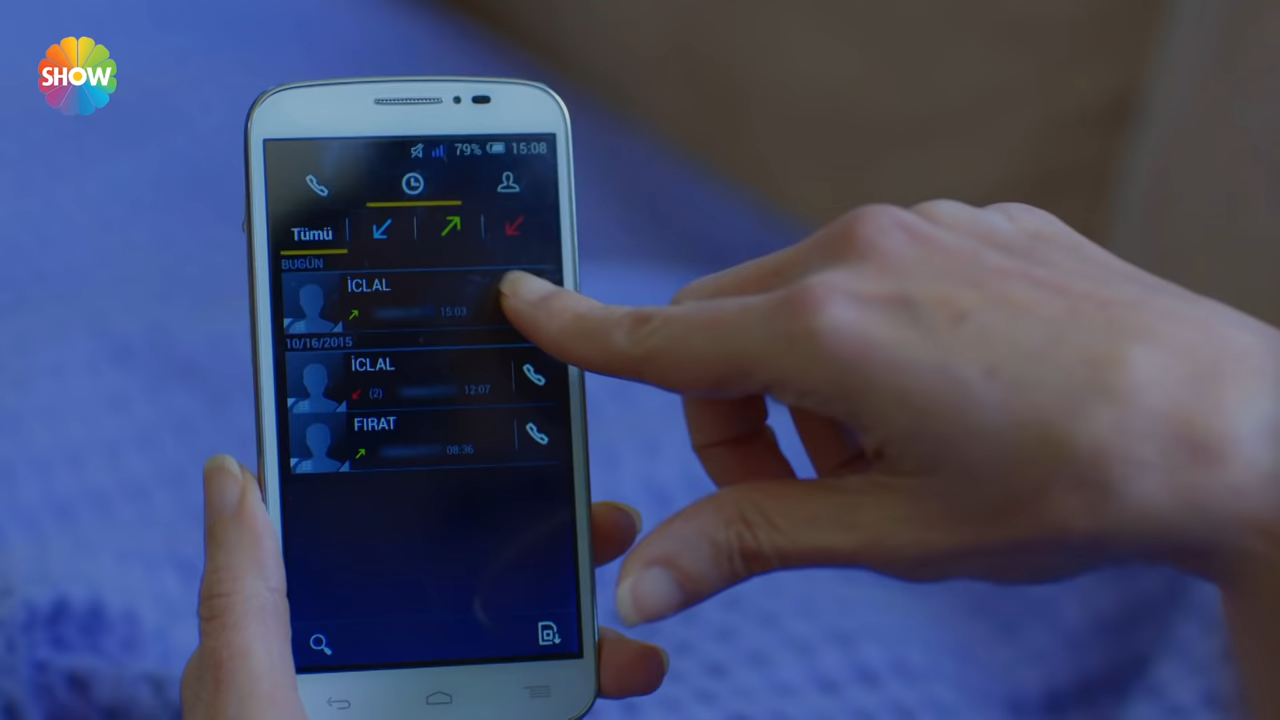 SHOW
79% 15:08
Tümü
BUGÜN
İCLAL
15:03
10/16/2015
İCLAL
(2) 12:07
FIRAT
08:36